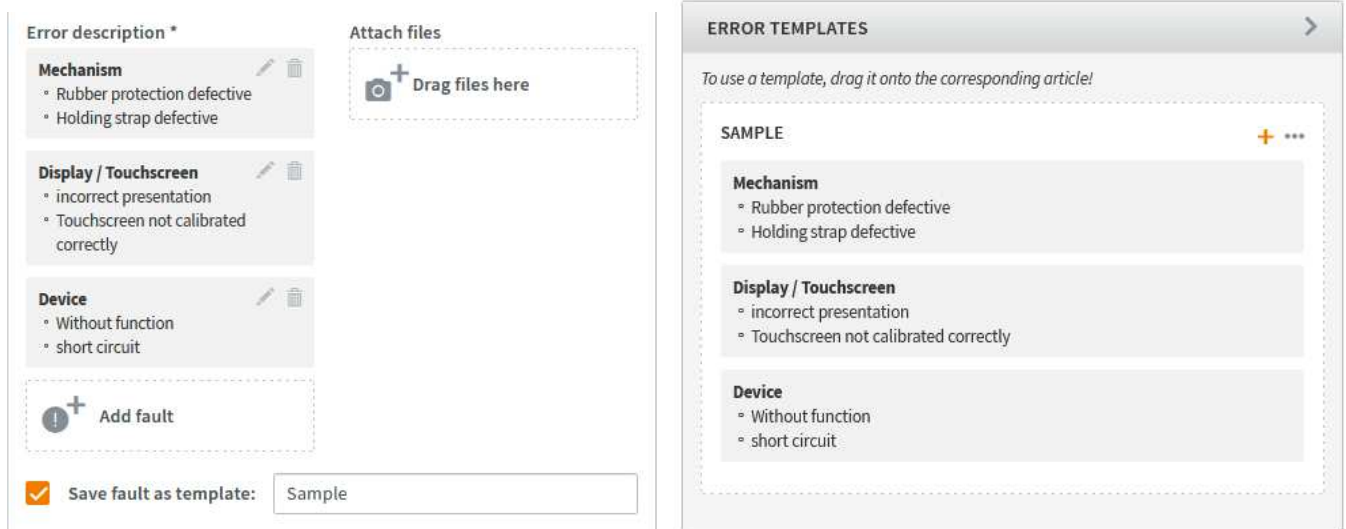 Error description *
Mechanism
Rubber protection defective
Holding strap defective
Display / Touchscreen
incorrect presentation
Touchscreen not calibrated
correctly
Device
Without function
short circuit
Add fault
Attach files
Drag files here
Save fault as template:
Sample
ERROR TEMPLATES
To use a template, drag it onto the corresponding article!
SAMPLE
Mechanism
Rubber protection defective
Holding strap defective
Display / Touchscreen
incorrect presentation
Touchscreen not calibrated correctly
Device
Without function
short circuit